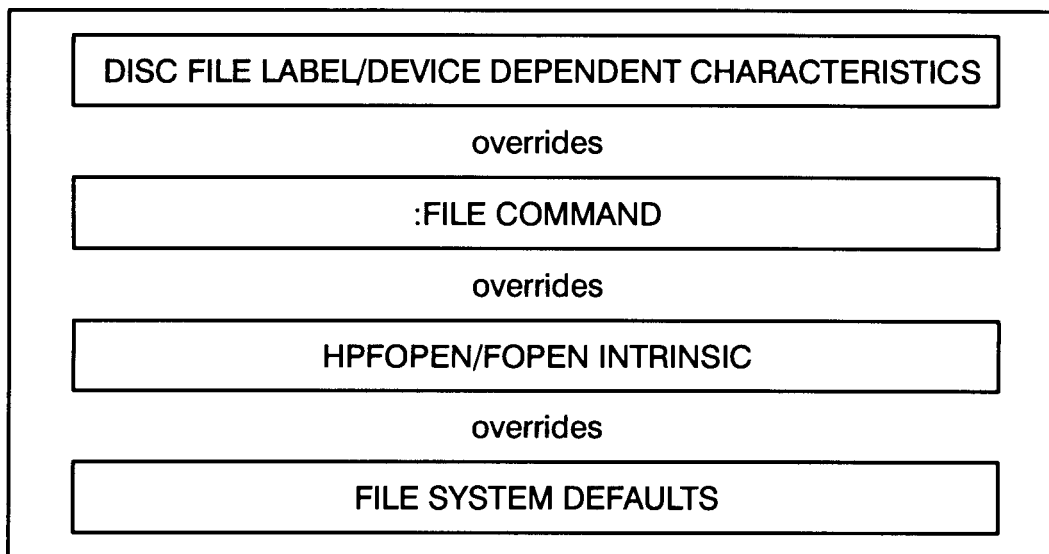 DISC FILE LABEL/DEVICE DEPENDENT CHARACTERISTICS
overrides
:FILE COMMAND
overrides
HPFOPEN/FOPEN INTRINSIC
overrides
FILE SYSTEM DEFAULTS